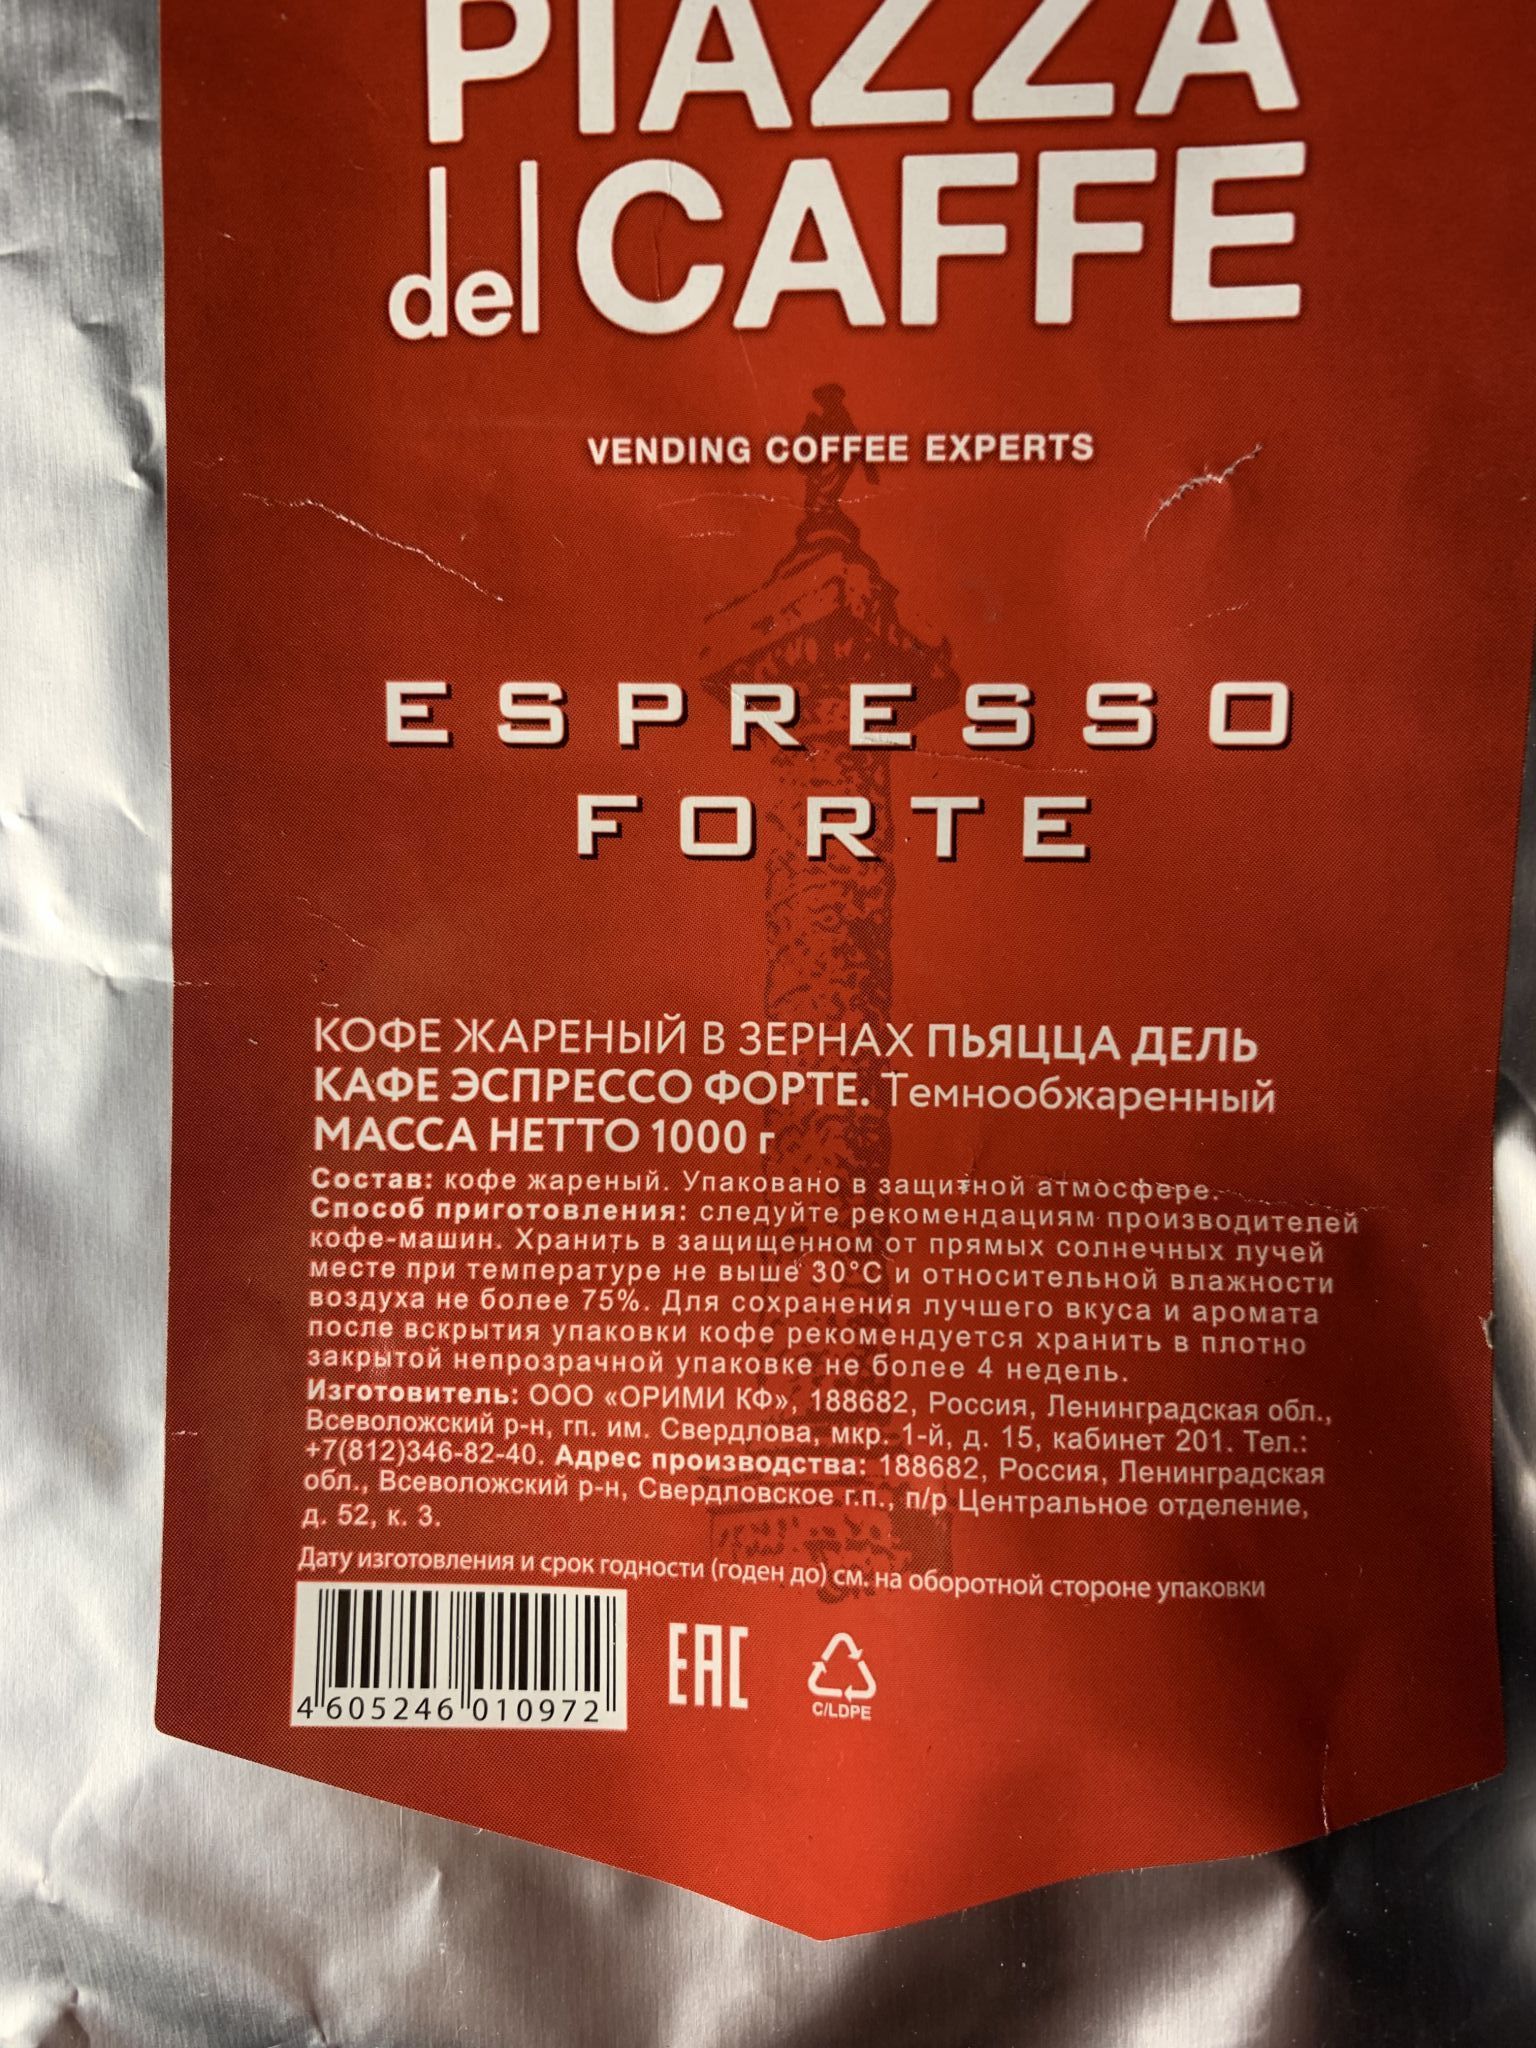 PIAZZA
del CAFFE
VENDING COFFEE EXPERTS
ESPRESSO
FORTE
КОФЕ ЖАРЕНЫЙ В ЗЕРНАХ ПЬЯЦЦА ДЕЛЬ
КАФЕ ЭСПРЕССО ФОРТЕ. Темнообжаренный
МАССА НЕТТО 1000 г
Состав: кофе жареный. Упаковано в защитной атмосфере.
Способ приготовления: следуйте рекомендациям производителей
кофе-машин. Хранить в защищенном от прямых солнечных лучей
месте при температуре не выше 30°С и относительной влажности
воздуха не более 75%. Для сохранения лучшего вкуса и аромата
после вскрытия упаковки кофе рекомендуется хранить в плотно
закрытой непрозрачной упаковке не более 4 недель.
Изготовитель: ООО «ОРИМИ КФ», 188682, Россия, Ленинградская обл.,
Всеволожский р-н, гп. им. Свердлова, мкр. 1-й, д. 15, кабинет 201. Тел.:
+7(812)346-82-40. Адрес производства: 188682, Россия, Ленинградская
обл., Всеволожский р-н, Свердловское г.п., п/р Центральное отделение,
д. 52, к. 3.
Дату изготовления и срок годности (годен до) см. на оборотной стороне упаковки
4 605246 010972
EAC
C/LDPE